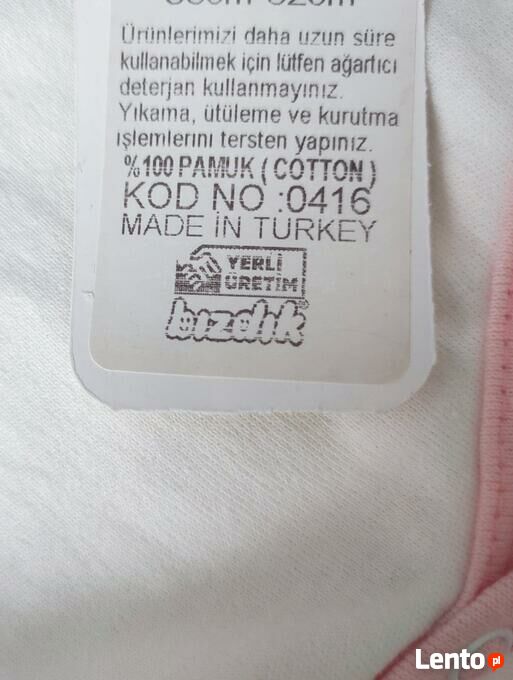 Ürünlerimizi daha uzun süre
kullanabilmek için lütfen ağartıcı
deterjan kullanmayınız.
Yıkama, ütüleme ve kurutma
işlemlerini tersten yapınız.
%100 PAMUK ( COTTON )
KOD NO :0416
MADE İN TURKEY
YERLİ
ÜRETİM
bızdık
Lento.pl